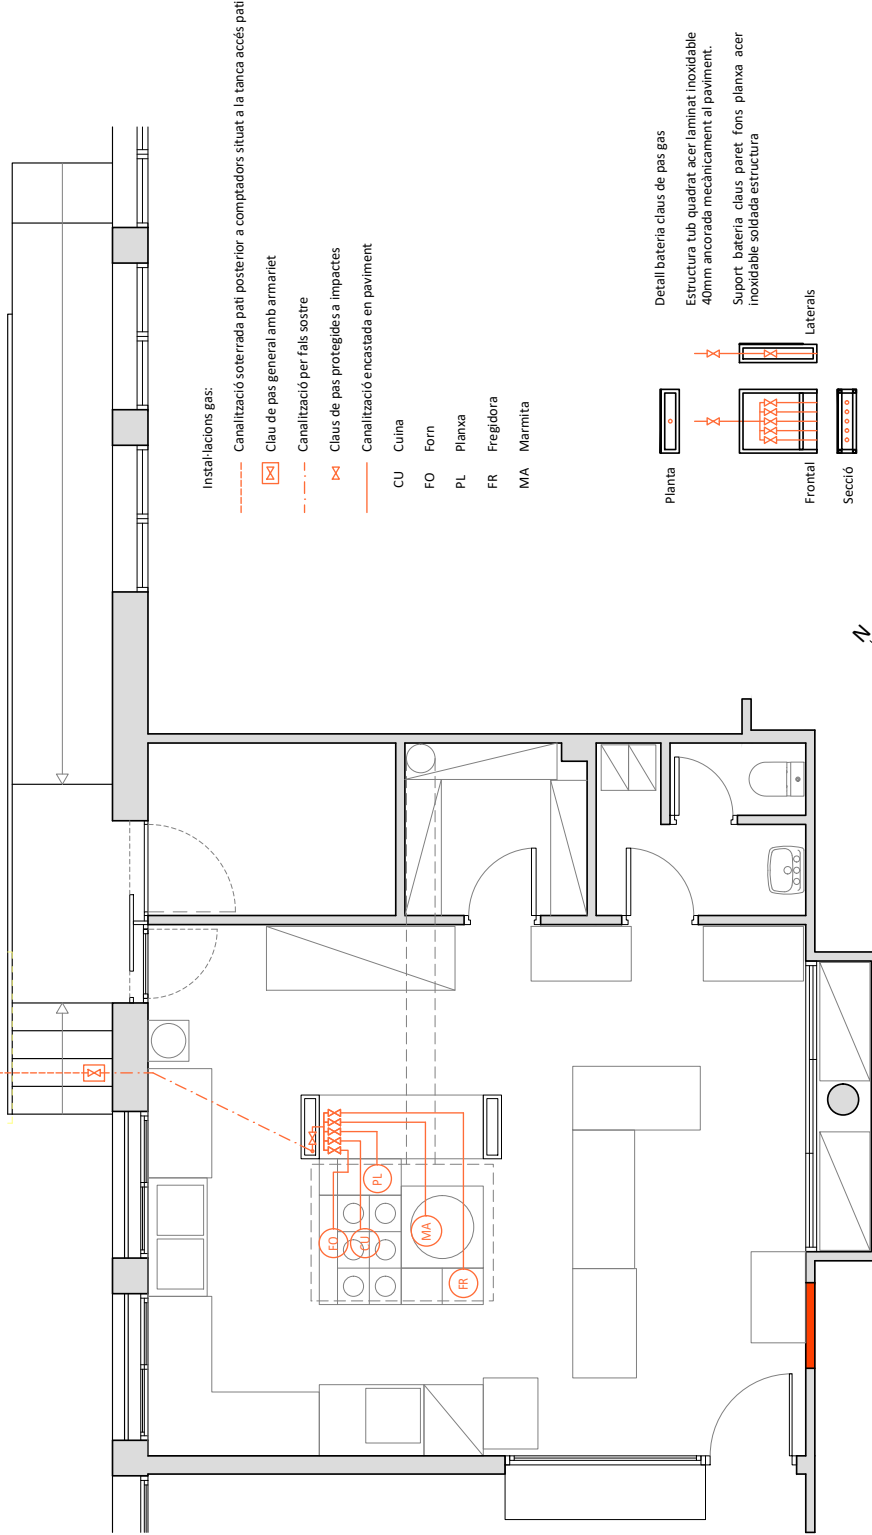 Instal·lacions gas:
Canalització soterrada pati posterior a comptadors situat a la tanca accés pati
Clau de pas general amb armariet
Canalització per fals sostre
Claus de pas protegides a impactes
Canalització encastada en paviment
CU Cuina
FO Forn
PL Planxa
FR Fregidora
MA Marmita
Detall bateria claus de pas gas
Estructura tub quadrat acer laminat inoxidable
40mm ancorada mecànicament al paviment.
Suport bateria claus paret fons planxa acer
inoxidable soldada estructura
Planta
Frontal
Laterals
Secció
N
FO
CU
PL
MA
FR